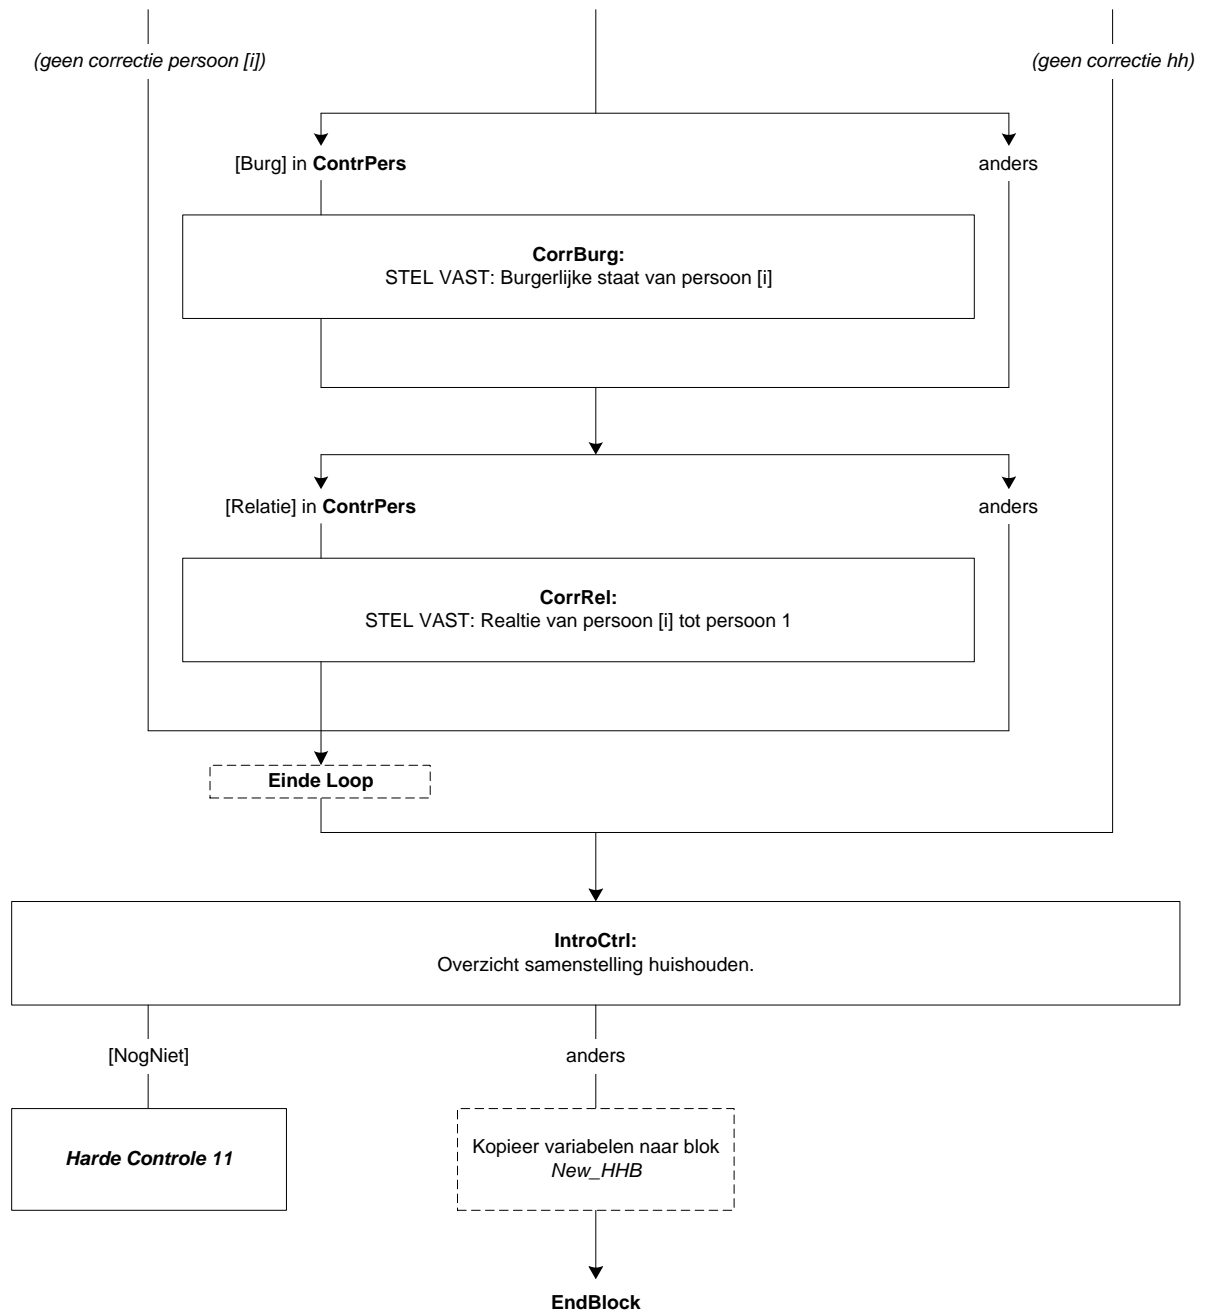 (geen correctie persoon [i])
(geen correctie hh)
[Burg] in ContrPers
anders
CorrBurg:
STEL VAST: Burgerlijke staat van persoon [i]
[Relatie] in ContrPers
anders
CorrRel:
STEL VAST: Realtie van persoon [i] tot persoon 1
Einde Loop
IntroCtrl:
Overzicht samenstelling huishouden.
[NogNiet]
anders
Harde Controle 11
Kopieer variabelen naar blok
New_HHB
EndBlock